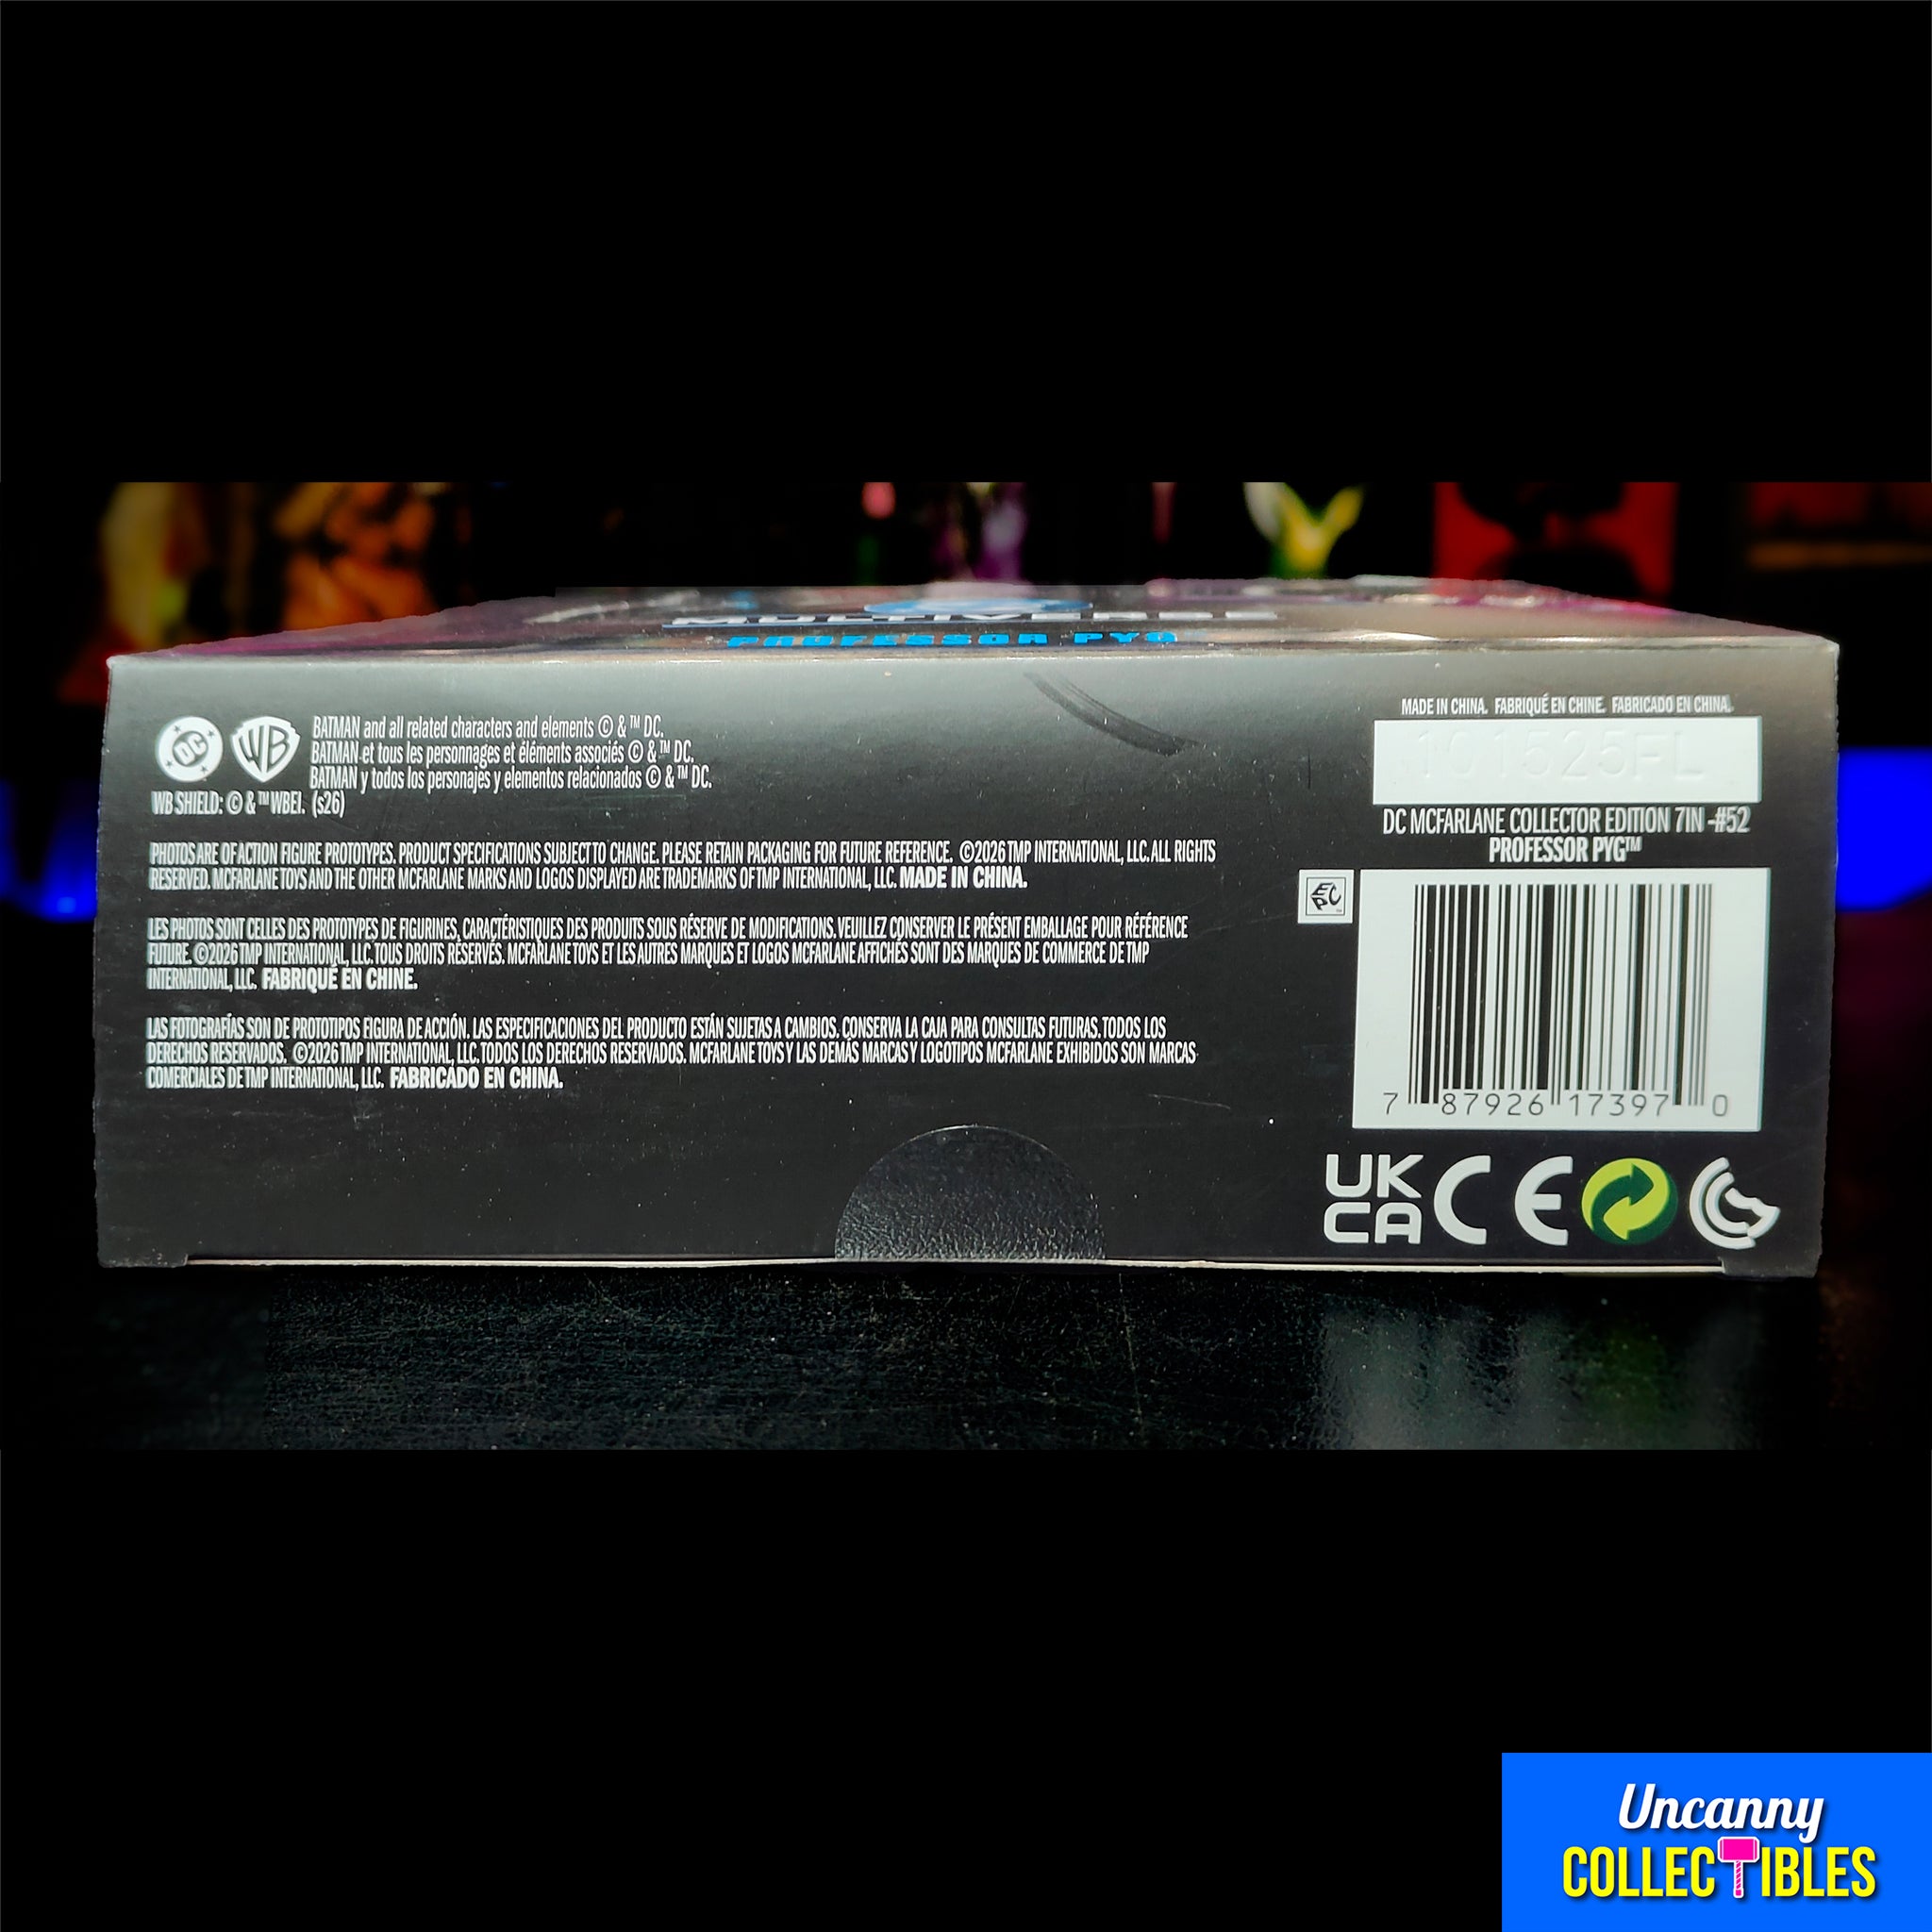 MULTIVERSE
PROFESSOR PYG
DC
WB
BATMAN and all related characters and elements © & ™ DC.
BATMAN et tous les personnages et éléments associés © & ™ DC.
BATMAN y todos los personajes y elementos relacionados © & ™ DC.
WB SHIELD: © & ™ WBEI. (s26)
PHOTOS ARE OF ACTION FIGURE PROTOTYPES. PRODUCT SPECIFICATIONS SUBJECT TO CHANGE. PLEASE RETAIN PACKAGING FOR FUTURE REFERENCE. ©2026 TMP INTERNATIONAL, LLC. ALL RIGHTS
RESERVED. MCFARLANE TOYS AND THE OTHER MCFARLANE MARKS AND LOGOS DISPLAYED ARE TRADEMARKS OF TMP INTERNATIONAL, LLC. MADE IN CHINA.
LES PHOTOS SONT CELLES DES PROTOTYPES DE FIGURINES, CARACTÉRISTIQUES DES PRODUITS SOUS RÉSERVE DE MODIFICATIONS. VEUILLEZ CONSERVER LE PRÉSENT EMBALLAGE POUR RÉFÉRENCE
FUTURE. ©2026 TMP INTERNATIONAL, LLC. TOUS DROITS RÉSERVÉS. MCFARLANE TOYS ET LES AUTRES MARQUES ET LOGOS MCFARLANE AFFICHÉS SONT DES MARQUES DE COMMERCE DE TMP
INTERNATIONAL, LLC. FABRIQUÉ EN CHINE.
LAS FOTOGRAFÍAS SON DE PROTOTIPOS FIGURA DE ACCIÓN. LAS ESPECIFICACIONES DEL PRODUCTO ESTÁN SUJETAS A CAMBIOS. CONSERVA LA CAJA PARA CONSULTAS FUTURAS. TODOS LOS
DERECHOS RESERVADOS. ©2026 TMP INTERNATIONAL, LLC. TODOS LOS DERECHOS RESERVADOS. MCFARLANE TOYS Y LAS DEMÁS MARCAS Y LOGOTIPOS MCFARLANE EXHIBIDOS SON MARCAS
COMERCIALES DE TMP INTERNATIONAL, LLC. FABRICADO EN CHINA.
MADE IN CHINA. FABRIQUÉ EN CHINE. FABRICADO EN CHINA.
101525FL
DC MCFARLANE COLLECTOR EDITION 7IN -#52
PROFESSOR PYG™
EPC
7 87926 17397 0
UK
CA
CE
Uncanny
COLLECTIBLES